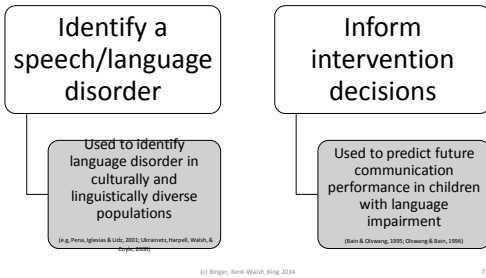 Identify a
speech/language
disorder
Used to identify
language disorder in
culturally and
linguistically diverse
populations
(e.g, Pena, Iglesias & Lidz, 2001; Ukrainetz, Harpell, Walsh, &
Coyle, 2000)
Inform
intervention
decisions
Used to predict future
communication
performance in children
with language
impairment
(Bain & Olswang, 1995; Olswang & Bain, 1996)
(c) Binger, Kent-Walsh, King 2014
7